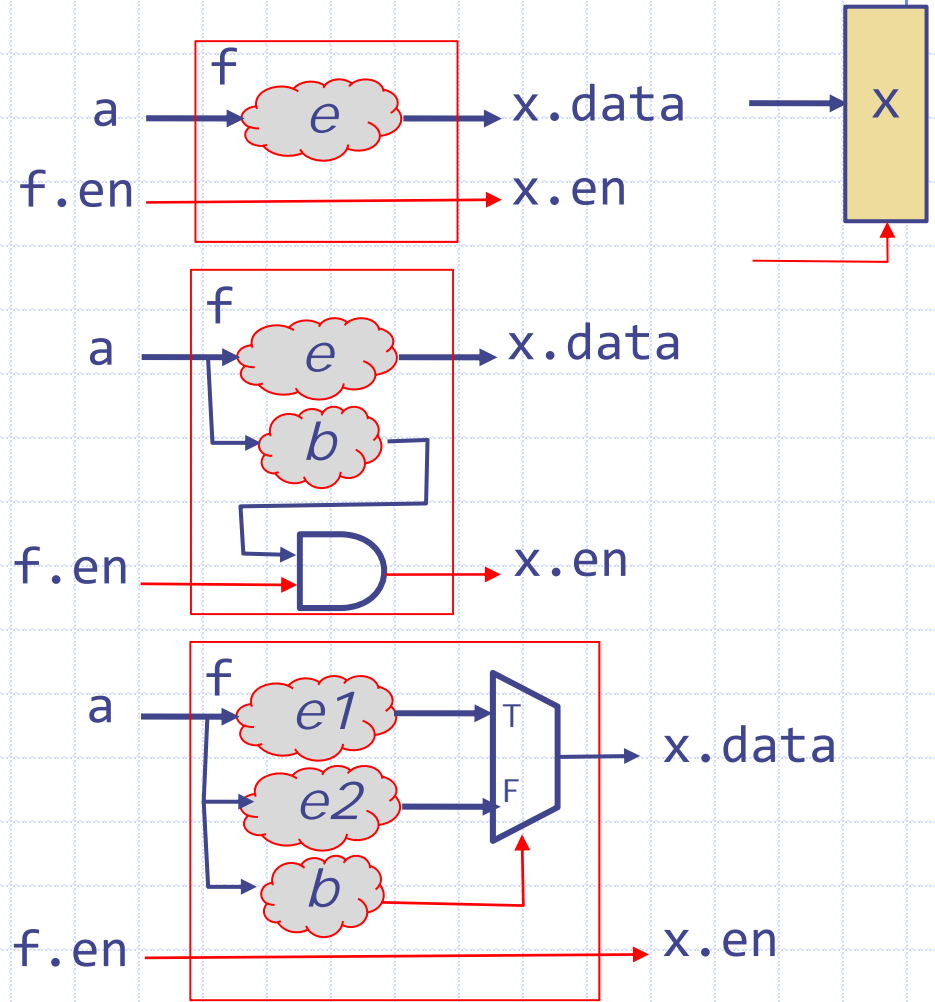 f
a e x.data x
f.en x.en
f
a e x.data
b
f.en x.en
f
a e1 T x.data
e2 F
b
f.en x.en